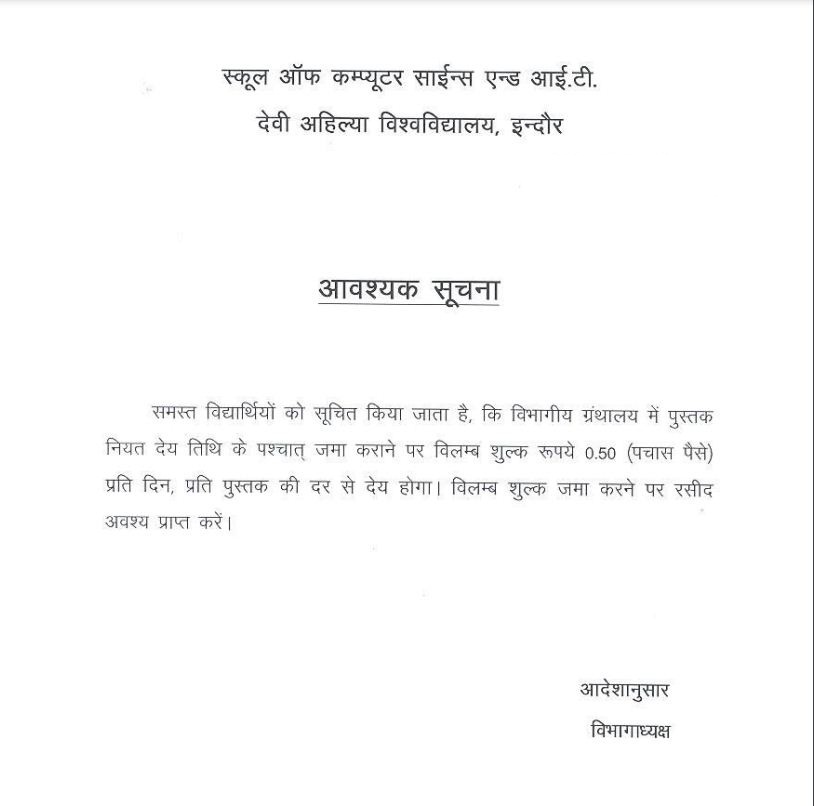 स्कूल ऑफ कम्प्यूटर साईन्स एन्ड आई.टी.
देवी अहिल्या विश्वविद्यालय, इन्दौर
आवश्यक सूचना
समस्त विद्यार्थियों को सूचित किया जाता है, कि विभागीय ग्रंथालय में पुस्तक
नियत देय तिथि के पश्चात् जमा कराने पर विलम्ब शुल्क रूपये 0.50 (पचास पैसे)
प्रति दिन, प्रति पुस्तक की दर से देय होगा। विलम्ब शुल्क जमा करने पर रसीद
अवश्य प्राप्त करें।
आदेशानुसार
विभागाध्यक्ष